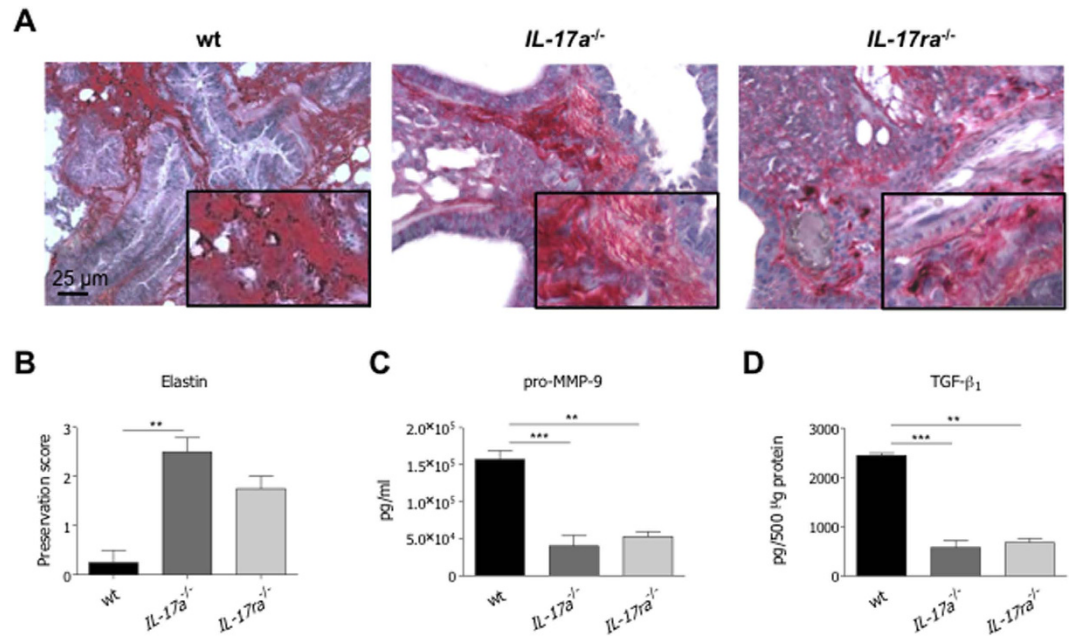 A
wt
IL-17a-/-
IL-17ra-/-
25 µm
B
Elastin
Preservation score
3
2
1
0
**
wt
IL-17a-/-
IL-17ra-/-
C
pro-MMP-9
pg/ml
2.0×10⁵
1.5×10⁵
1.0×10⁵
5.0×10⁴
0
**
***
wt
IL-17a-/-
IL-17ra-/-
D
TGF-β₁
pg/500 µg protein
3000
2000
1000
0
**
***
wt
IL-17a-/-
IL-17ra-/-